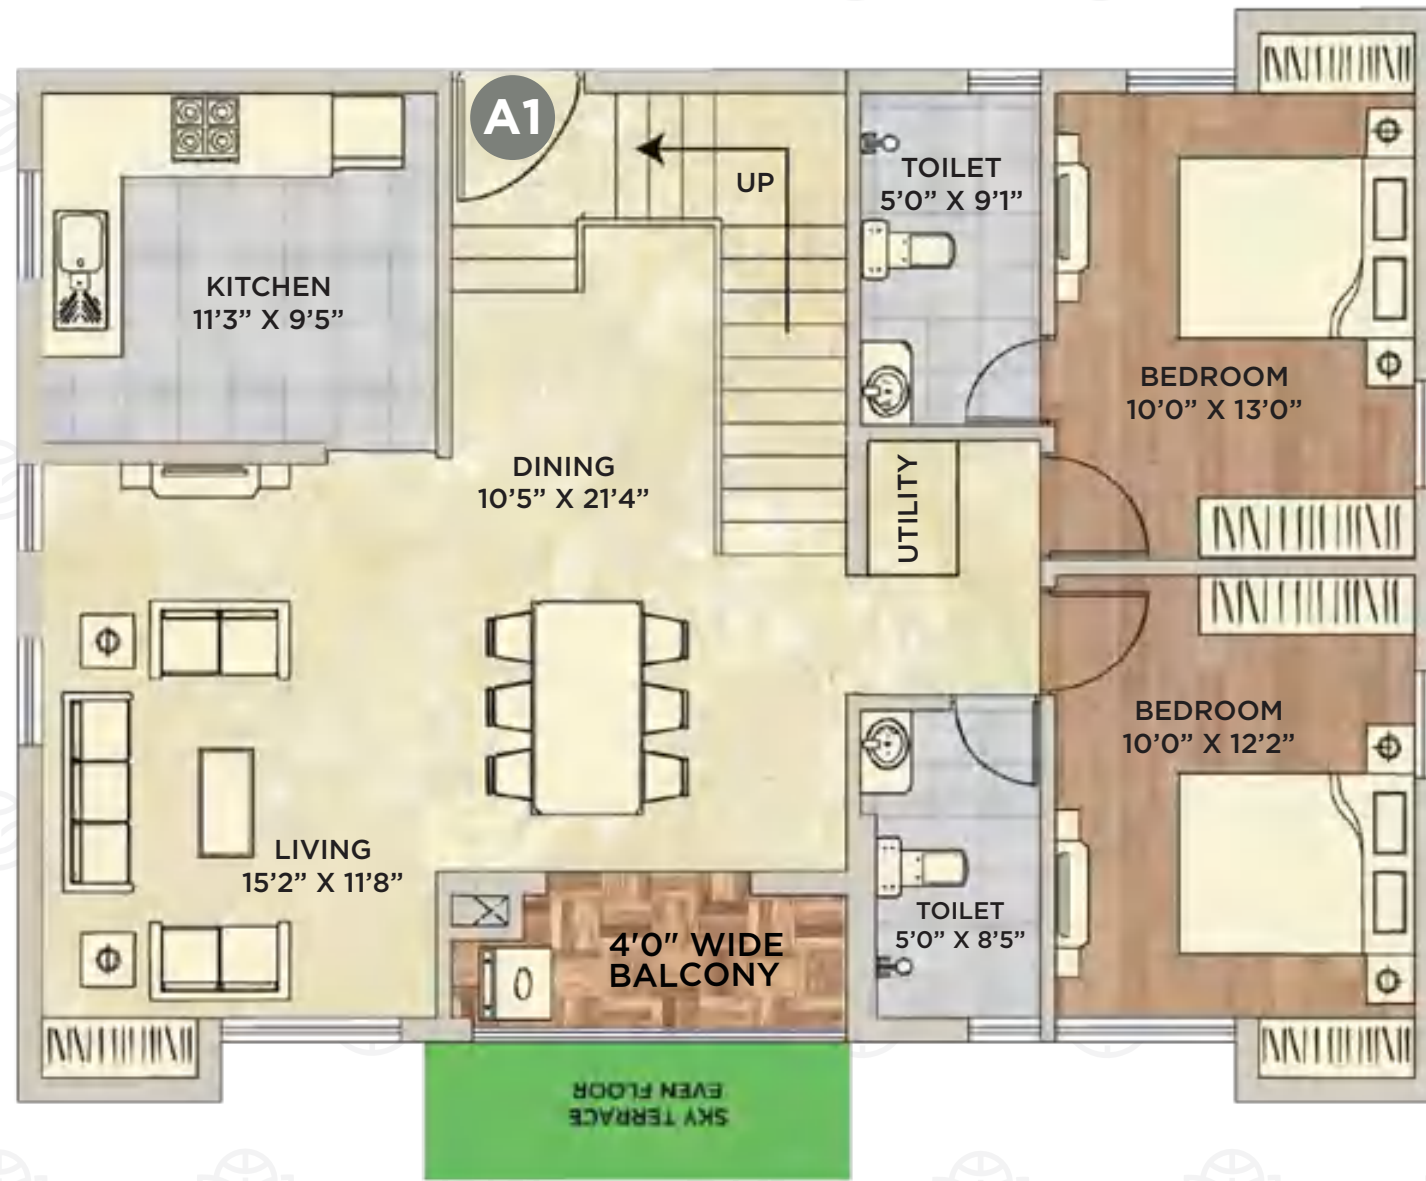 A1
UP
TOILET
5'0” X 9'1”
KITCHEN
11'3” X 9'5”
BEDROOM
10'0” X 13'0”
DINING
10'5” X 21'4”
UTILITY
BEDROOM
10'0” X 12'2”
LIVING
15'2” X 11'8”
TOILET
5'0” X 8'5”
4'0" WIDE
BALCONY
SKY TERRACE
EVEN FLOOR